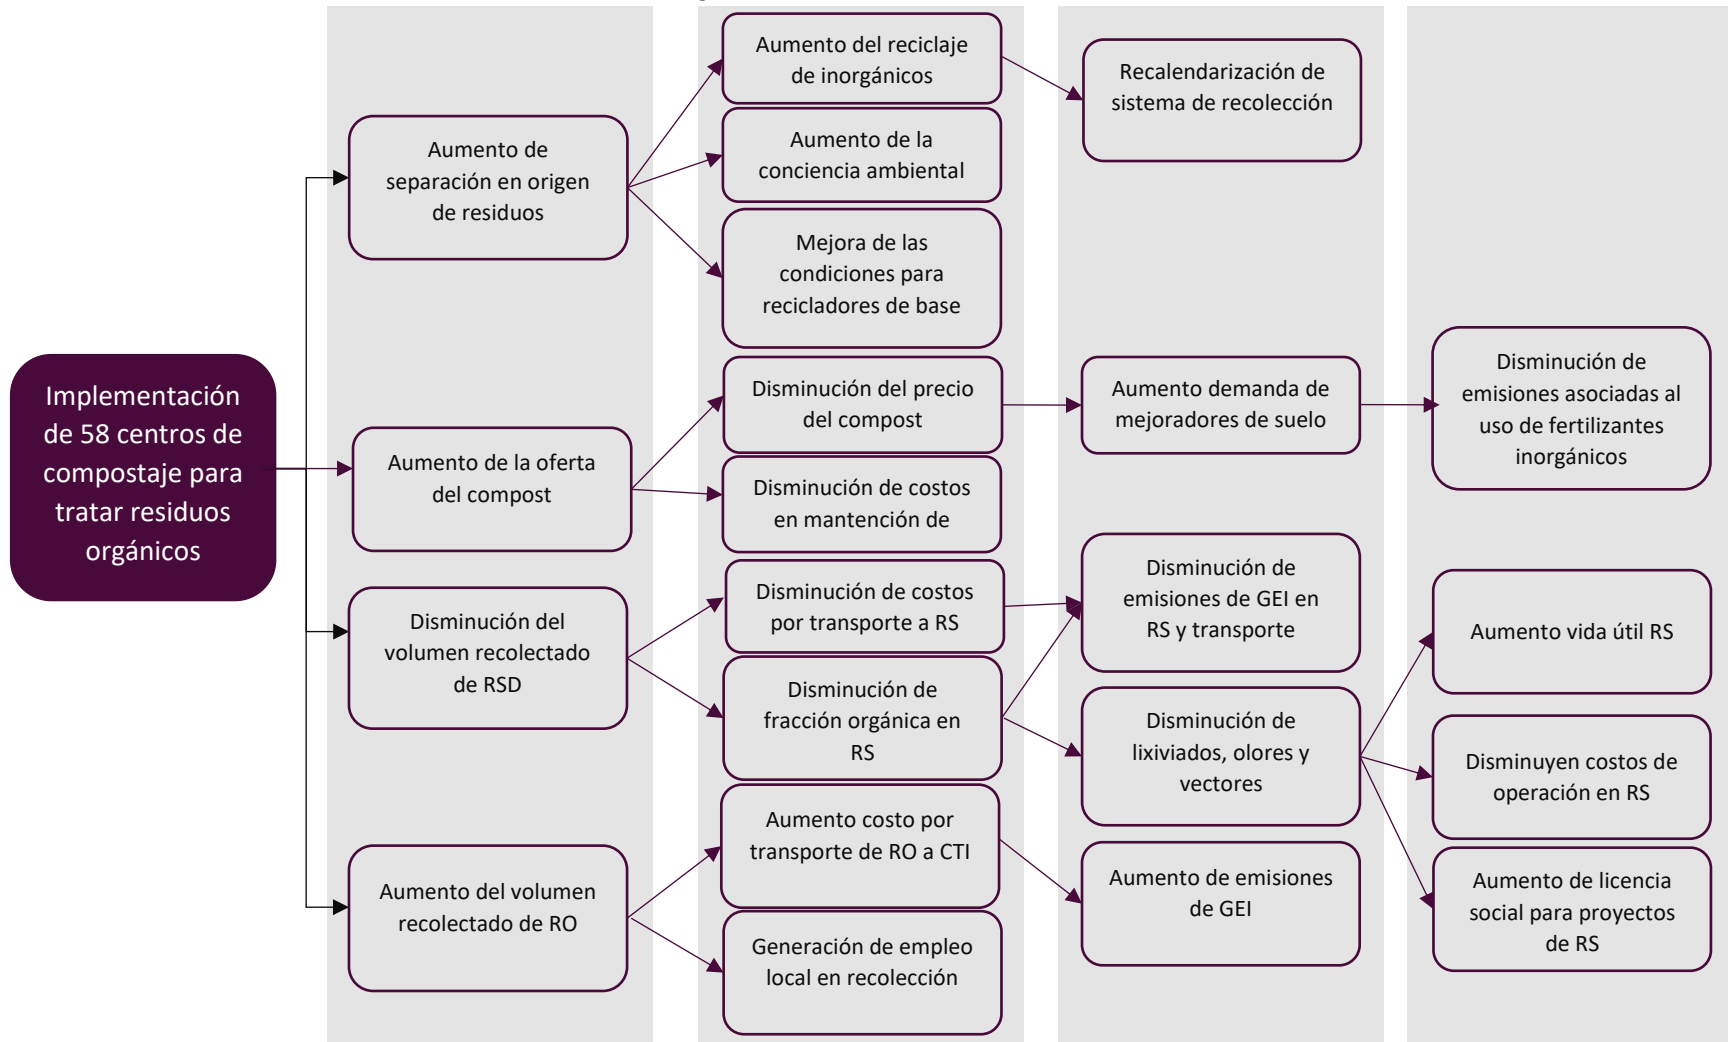 Implementación
de 58 centros de
compostaje para
tratar residuos
orgánicos
Aumento de
separación en origen
de residuos
Aumento de la oferta
del compost
Disminución del
volumen recolectado
de RSD
Aumento del volumen
recolectado de RO
Aumento del reciclaje
de inorgánicos
Aumento de la
conciencia ambiental
Mejora de las
condiciones para
recicladores de base
Disminución del precio
del compost
Disminución de costos
en mantención de
Disminución de costos
por transporte a RS
Disminución de
fracción orgánica en
RS
Aumento costo por
transporte de RO a CTI
Generación de empleo
local en recolección
Recalendarización de
sistema de recolección
Aumento demanda de
mejoradores de suelo
Disminución de
emisiones de GEI en
RS y transporte
Disminución de
lixiviados, olores y
vectores
Aumento de emisiones
de GEI
Disminución de
emisiones asociadas al
uso de fertilizantes
inorgánicos
Aumento vida útil RS
Disminuyen costos de
operación en RS
Aumento de licencia
social para proyectos
de RS